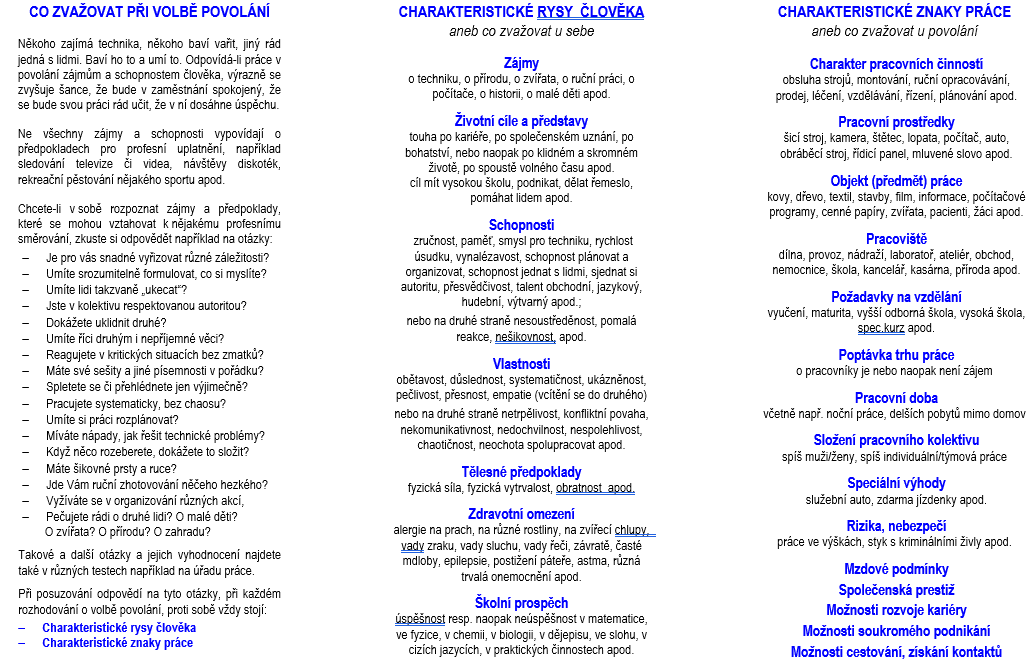 CO ZVAŽOVAT PŘI VOLBĚ POVOLÁNÍ
Někoho zajímá technika, někoho baví vařit, jiný rád
jedná s lidmi. Baví ho to a umí to. Odpovídá-li práce v
povolání zájmům a schopnostem člověka, výrazně se
zvyšuje šance, že bude v zaměstnání spokojený, že
se bude svou práci rád učit, že v ní dosáhne úspěchu.
Ne všechny zájmy a schopnosti vypovídají o
předpokladech pro profesní uplatnění, například
sledování televize či videa, návštěvy diskoték,
rekreační pěstování nějakého sportu apod.
Chcete-li v sobě rozpoznat zájmy a předpoklady,
které se mohou vztahovat k nějakému profesnímu
směrování, zkuste si odpovědět například na otázky:
– Je pro vás snadné vyřizovat různé záležitosti?
– Umíte srozumitelně formulovat, co si myslíte?
– Umíte lidi takzvaně „ukecat“?
– Jste v kolektivu respektovanou autoritou?
– Dokážete uklidnit druhé?
– Umíte říci druhým i nepříjemné věci?
– Reagujete v kritických situacích bez zmatků?
– Máte své sešity a jiné písemnosti v pořádku?
– Spletete se či přehlédnete jen výjimečně?
– Pracujete systematicky, bez chaosu?
– Umíte si práci rozplánovat?
– Míváte nápady, jak řešit technické problémy?
– Když něco rozeberete, dokážete to složit?
– Máte šikovné prsty a ruce?
– Jde Vám ruční zhotovování něčeho hezkého?
– Vyžíváte se v organizování různých akcí,
– Pečujete rádi o druhé lidi? O malé děti?
O zvířata? O přírodu? O zahradu?
Takové a další otázky a jejich vyhodnocení najdete
také v různých testech například na úřadu práce.
Při posuzování odpovědí na tyto otázky, při každém
rozhodování o volbě povolání, proti sobě vždy stojí:
– Charakteristické rysy člověka
– Charakteristické znaky práce
CHARAKTERISTICKÉ RYSY ČLOVĚKA
aneb co zvažovat u sebe
Zájmy
o techniku, o přírodu, o zvířata, o ruční práci, o
počítače, o historii, o malé děti apod.
Životní cíle a představy
touha po kariéře, po společenském uznání, po
bohatství, nebo naopak po klidném a skromném
životě, po spoustě volného času apod.
cíl mít vysokou školu, podnikat, dělat řemeslo,
pomáhat lidem apod.
Schopnosti
zručnost, paměť, smysl pro techniku, rychlost
úsudku, vynalézavost, schopnost plánovat a
organizovat, schopnost jednat s lidmi, sjednat si
autoritu, přesvědčivost, talent obchodní, jazykový,
hudební, výtvarný apod.;
nebo na druhé straně nesoustředěnost, pomalá
reakce, nešikovnost, apod.
Vlastnosti
obětavost, důslednost, systematičnost, ukázněnost,
pečlivost, přesnost, empatie (vcítění se do druhého)
nebo na druhé straně netrpělivost, konfliktní povaha,
nekomunikativnost, nedochvilnost, nespolehlivost,
chaotičnost, neochota spolupracovat apod.
Tělesné předpoklady
fyzická síla, fyzická vytrvalost, obratnost apod.
Zdravotní omezení
alergie na prach, na různé rostliny, na zvířecí chlupy,
vady zraku, vady sluchu, vady řeči, závratě, časté
mdloby, epilepsie, postižení páteře, astma, různá
trvalá onemocnění apod.
Školní prospěch
úspěšnost resp. naopak neúspěšnost v matematice,
ve fyzice, v chemii, v biologii, v dějepisu, ve slohu, v
cizích jazycích, v praktických činnostech apod.
CHARAKTERISTICKÉ ZNAKY PRÁCE
aneb co zvažovat u povolání
Charakter pracovních činností
obsluha strojů, montování, ruční opracovávání,
prodej, léčení, vzdělávání, řízení, plánování apod.
Pracovní prostředky
šicí stroj, kamera, štětec, lopata, počítač, auto,
obráběcí stroj, řídicí panel, mluvené slovo apod.
Objekt (předmět) práce
kovy, dřevo, textil, stavby, film, informace, počítačové
programy, cenné papíry, zvířata, pacienti, žáci apod.
Pracoviště
dílna, provoz, nádraží, laboratoř, ateliér, obchod,
nemocnice, škola, kancelář, kasárna, příroda apod.
Požadavky na vzdělání
vyučení, maturita, vyšší odborná škola, vysoká škola,
spec.kurz apod.
Poptávka trhu práce
o pracovníky je nebo naopak není zájem
Pracovní doba
včetně např. noční práce, delších pobytů mimo domov
Složení pracovního kolektivu
spíš muži/ženy, spíš individuální/týmová práce
Speciální výhody
služební auto, zdarma jízdenky apod.
Rizika, nebezpečí
práce ve výškách, styk s kriminálními živly apod.
Mzdové podmínky
Společenská prestiž
Možnosti rozvoje kariéry
Možnosti soukromého podnikání
Možnosti cestování, získání kontaktů